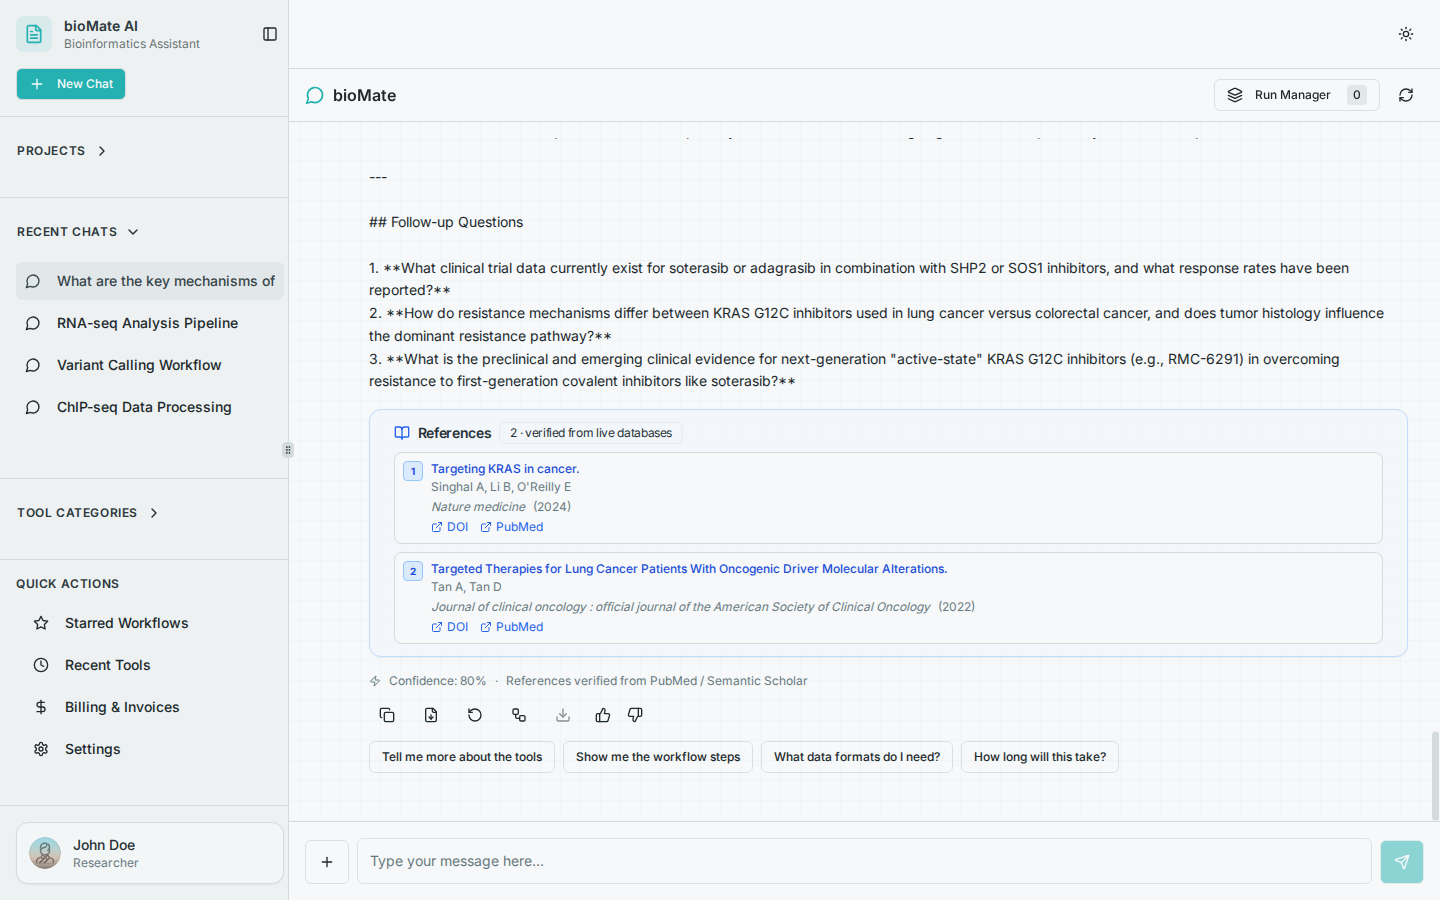 bioMate AI
Bioinformatics Assistant
New Chat
PROJECTS
RECENT CHATS
What are the key mechanisms of
RNA-seq Analysis Pipeline
Variant Calling Workflow
ChIP-seq Data Processing
TOOL CATEGORIES
QUICK ACTIONS
Starred Workflows
Recent Tools
Billing & Invoices
Settings
John Doe
Researcher
bioMate
Run Manager 0
---
## Follow-up Questions
1. **What clinical trial data currently exist for soterasib or adagrasib in combination with SHP2 or SOS1 inhibitors, and what response rates have been
reported?**
2. **How do resistance mechanisms differ between KRAS G12C inhibitors used in lung cancer versus colorectal cancer, and does tumor histology influence
the dominant resistance pathway?**
3. **What is the preclinical and emerging clinical evidence for next-generation "active-state" KRAS G12C inhibitors (e.g., RMC-6291) in overcoming
resistance to first-generation covalent inhibitors like soterasib?**
References 2 · verified from live databases
1 Targeting KRAS in cancer.
Singhal A, Li B, O'Reilly E
Nature medicine (2024)
DOI PubMed
2 Targeted Therapies for Lung Cancer Patients With Oncogenic Driver Molecular Alterations.
Tan A, Tan D
Journal of clinical oncology : official journal of the American Society of Clinical Oncology (2022)
DOI PubMed
Confidence: 80% · References verified from PubMed / Semantic Scholar
Tell me more about the tools Show me the workflow steps What data formats do I need? How long will this take?
Type your message here...